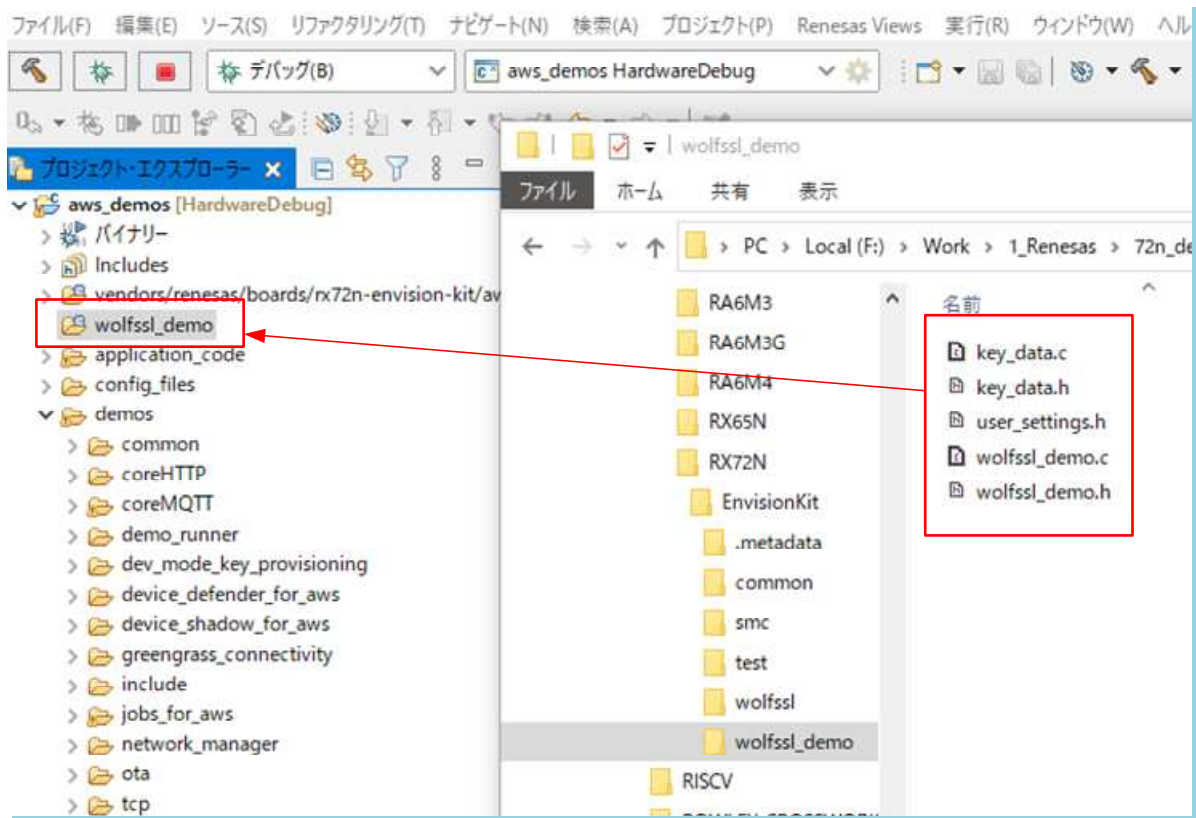 ファイル(F) 編集(E) ソース(S) リファクタリング(T) ナビゲート(N) 検索(A) プロジェクト(P) Renesas Views 実行(R) ウィンドウ(W) ヘル
デバッグ(B) aws_demos HardwareDebug
プロジェクト・エクスプローラー
aws_demos [HardwareDebug]
バイナリー
Includes
vendors/renesas/boards/rx72n-envision-kit/av
wolfssl_demo
application_code
config_files
demos
common
coreHTTP
coreMQTT
demo_runner
dev_mode_key_provisioning
device_defender_for_aws
device_shadow_for_aws
greengrass_connectivity
include
jobs_for_aws
network_manager
ota
tcp
wolfssl_demo
ファイル ホーム 共有 表示
PC > Local (F:) > Work > 1_Renesas > 72n_de
RA6M3
RA6M3G
RA6M4
RX65N
RX72N
EnvisionKit
.metadata
common
smc
test
wolfssl
wolfssl_demo
RISCV
名前
key_data.c
key_data.h
user_settings.h
wolfssl_demo.c
wolfssl_demo.h